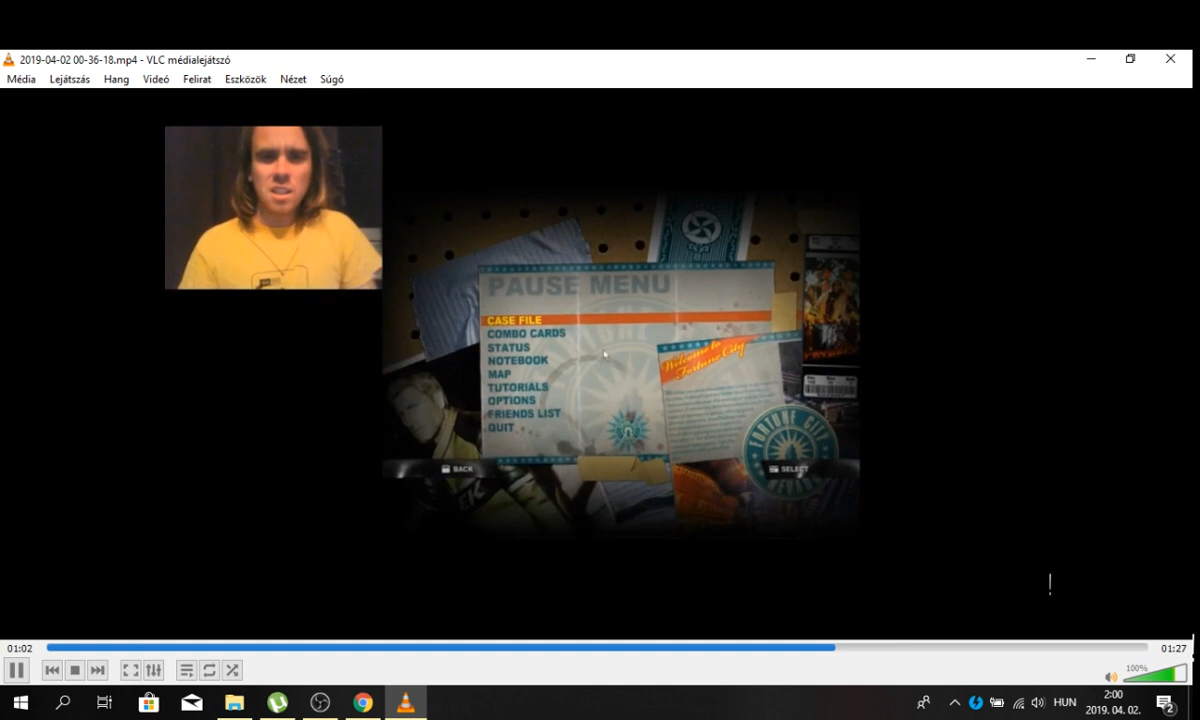 2019-04-02 00-36-18.mp4 - VLC médialejátszó
Média Lejátszás Hang Videó Felirat Eszközök Nézet Súgó
PAUSE MENU
CASE FILE
COMBO CARDS
STATUS
NOTEBOOK
MAP
TUTORIALS
OPTIONS
FRIENDS LIST
QUIT
Welcome to
Fortune City
FORTUNE CITY
NEVADA
BACK
SELECT
01:02
01:27
100%
HUN
2:00
2019. 04. 02.
2